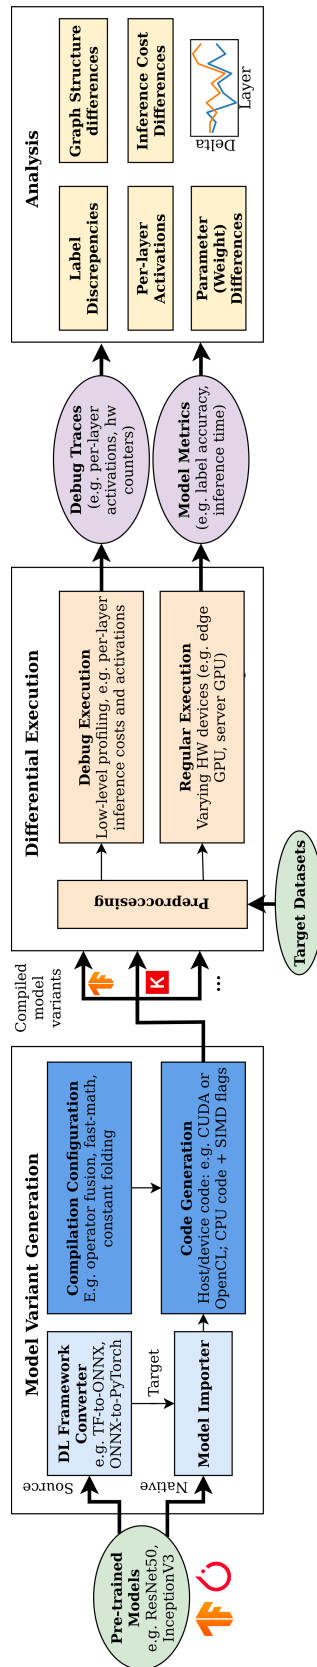 Pre-trained
Models
e.g. ResNet50,
InceptionV3
Source
Native
Model Variant Generation
DL Framework
Converter
e.g. TF-to-ONNX,
ONNX-to-PyTorch
Target
Model Importer
Compilation Configuration
E.g. operator fusion, fast-math,
constant folding
Code Generation
Host/device code: e.g. CUDA or
OpenCL; CPU code + SIMD flags
Compiled
model
variants
K
...
Target Datasets
Differential Execution
Preproccesing
Debug Execution
Low-level profiling, e.g. per-layer
inference costs and activations
Regular Execution
Varying HW devices (e.g. edge
GPU, server GPU)
Debug Traces
(e.g. per-layer
activations, hw
counters)
Model Metrics
(e.g. label accuracy,
inference time)
Analysis
Label
Discrepencies
Graph Structure
differences
Per-layer
Activations
Inference Cost
Differences
Parameter
(Weight)
Differences
Delta
Layer